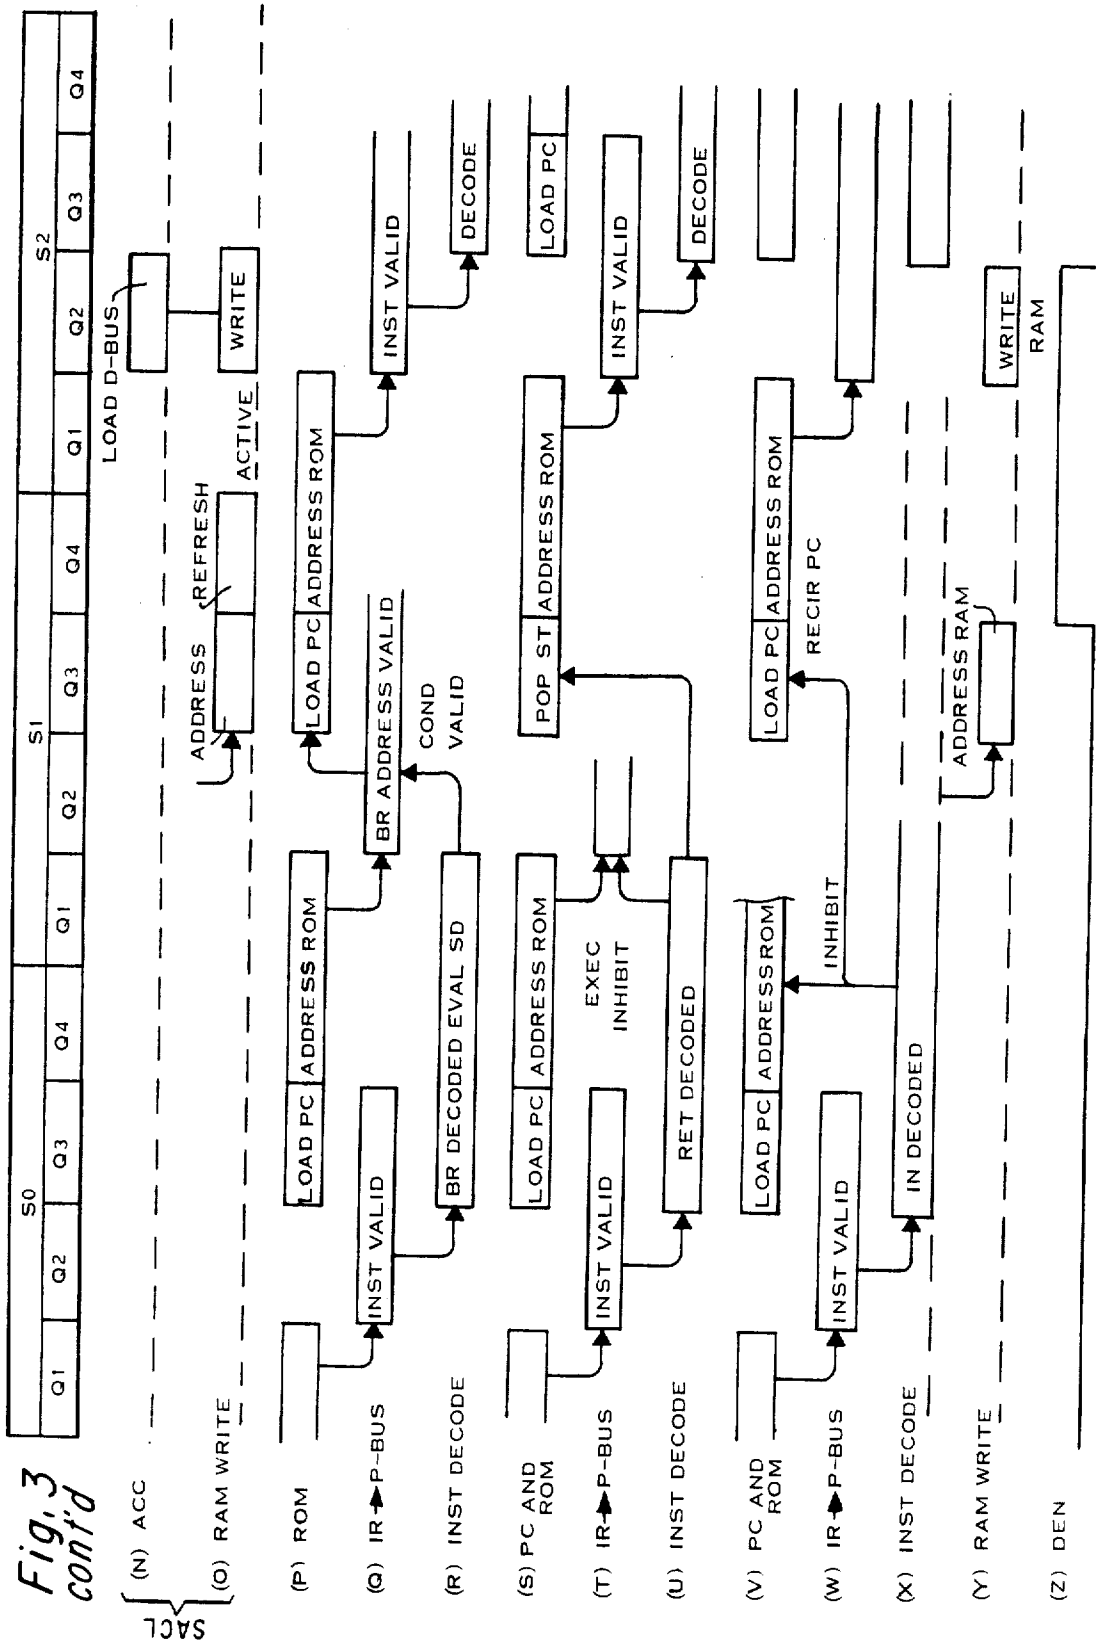 Fig. 3
cont'd
S0 S1 S2
Q1 Q2 Q3 Q4 Q1 Q2 Q3 Q4 Q1 Q2 Q3 Q4
SACL
(N) ACC
LOAD D-BUS
(O) RAM WRITE
ADDRESS
REFRESH
ACTIVE
WRITE
(P) ROM
LOAD PC ADDRESS ROM
LOAD PC ADDRESS ROM
(Q) IR→P-BUS
INST VALID
BR ADDRESS VALID
INST VALID
COND
VALID
(R) INST DECODE
BR DECODED EVAL SD
DECODE
(S) PC AND
ROM
LOAD PC ADDRESS ROM
POP ST ADDRESS ROM
LOAD PC
(T) IR→P-BUS
INST VALID
EXEC
INHIBIT
INST VALID
(U) INST DECODE
RET DECODED
DECODE
(V) PC AND
ROM
LOAD PC ADDRESS ROM
LOAD PC ADDRESS ROM
RECIR PC
(W) IR→P-BUS
INST VALID
INHIBIT
(X) INST DECODE
IN DECODED
(Y) RAM WRITE
ADDRESS RAM
WRITE
RAM
(Z) DEN